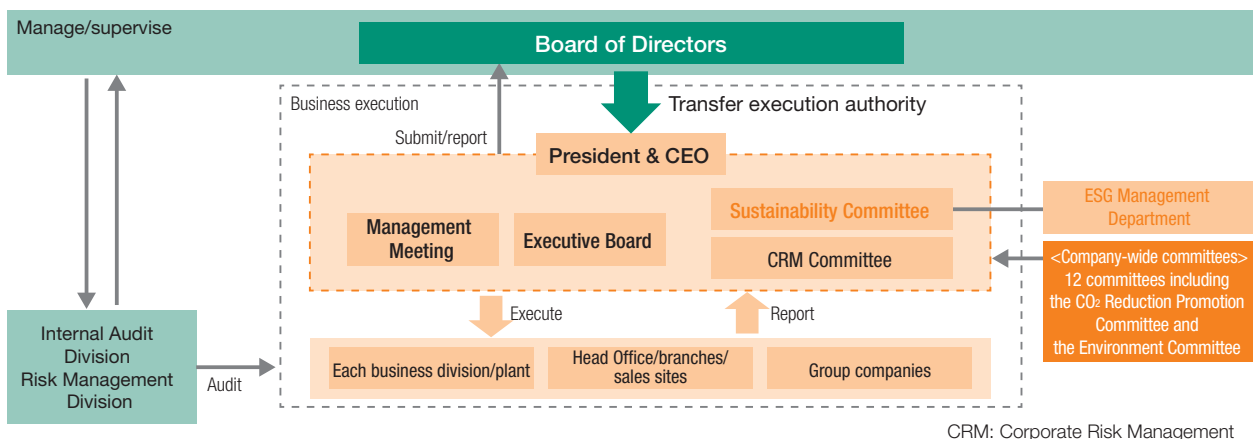 Manage/supervise
Board of Directors
Business execution
Transfer execution authority
Submit/report
President & CEO
Sustainability Committee
ESG Management
Department
Management
Meeting
Executive Board
CRM Committee
<Company-wide committees>
12 committees including
the CO₂ Reduction Promotion
Committee and
the Environment Committee
Execute
Report
Internal Audit
Division
Risk Management
Division
Audit
Each business division/plant
Head Office/branches/
sales sites
Group companies
CRM: Corporate Risk Management